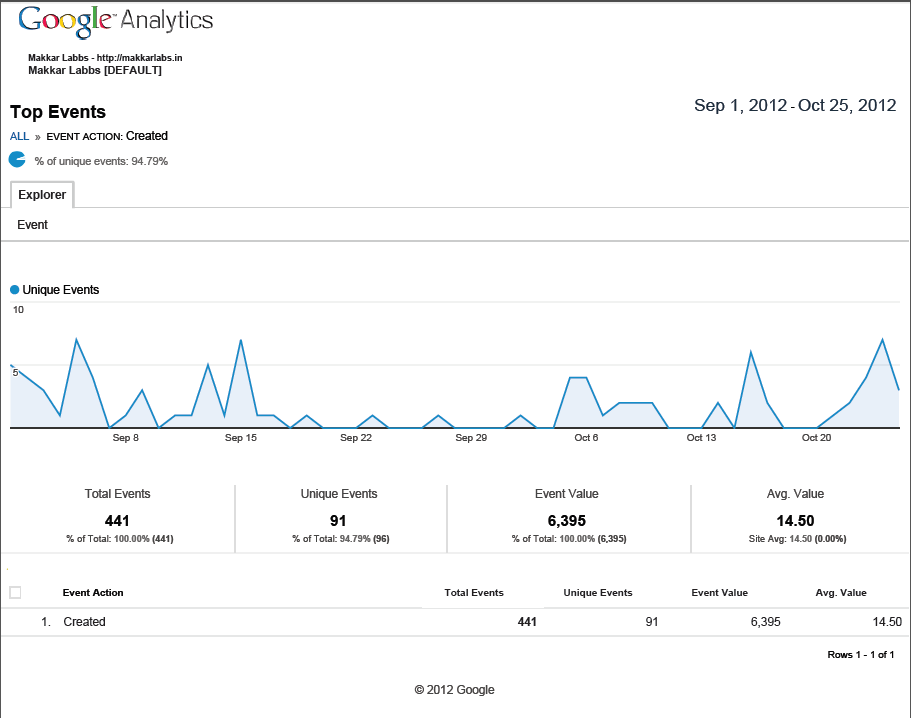 Google™ Analytics
Makkar Labbs - http://makkarlabs.in
Makkar Labbs [DEFAULT]
Sep 1, 2012 - Oct 25, 2012
Top Events
ALL » EVENT ACTION: Created
% of unique events: 94.79%
Explorer
Event
Unique Events
10
5
Sep 8 Sep 15 Sep 22 Sep 29 Oct 6 Oct 13 Oct 20
Total Events Unique Events Event Value Avg. Value
441 91 6,395 14.50
% of Total: 100.00% (441) % of Total: 94.79% (96) % of Total: 100.00% (6,395) Site Avg: 14.50 (0.00%)
Event Action Total Events Unique Events Event Value Avg. Value
1. Created 441 91 6,395 14.50
Rows 1 - 1 of 1
© 2012 Google